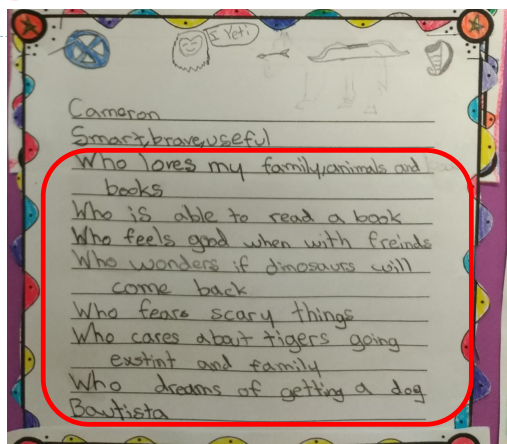 I Yeti
Cameron
Smart,brave,useful
Who loves my family,animals and
books
Who is able to read a book
Who feels good when with freinds
Who wonders if dinosaurs will
come back
Who fears scary things
Who cares about tigers going
exstint and family
Who dreams of getting a dog
Bautista